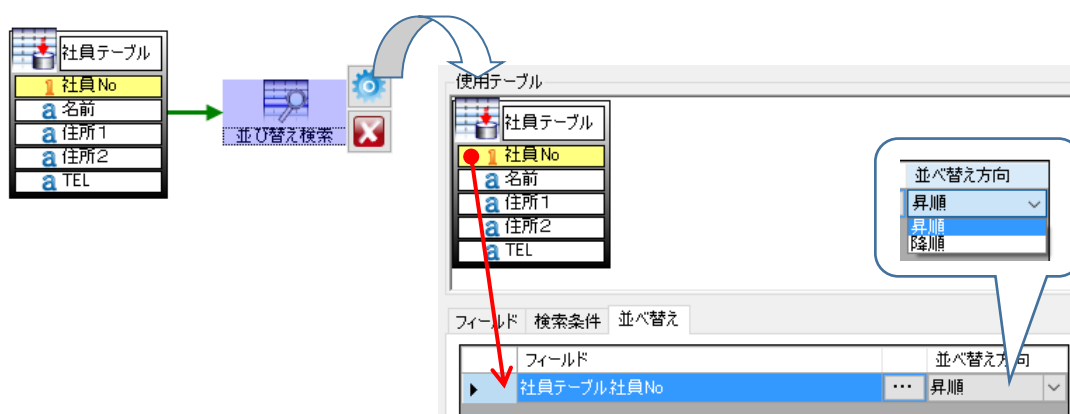 社員テーブル
1 社員No
a 名前
a 住所1
a 住所2
a TEL
並び替え検索
使用テーブル
社員テーブル
1 社員No
a 名前
a 住所1
a 住所2
a TEL
並べ替え方向
昇順
昇順
降順
フィールド 検索条件 並べ替え
フィールド 並べ替え方向
社員テーブル.社員No ... 昇順